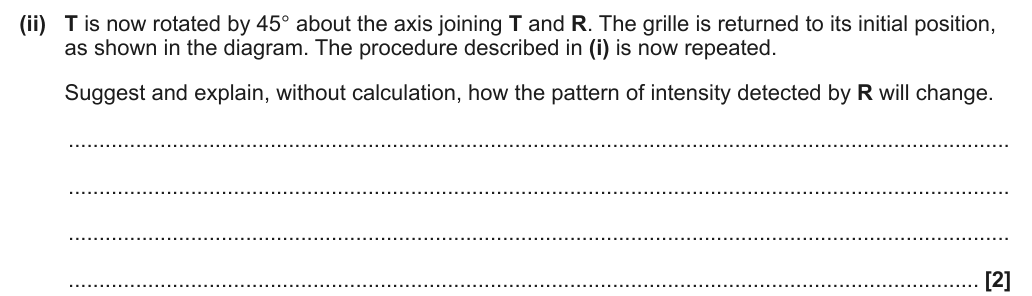 (ii) T is now rotated by 45° about the axis joining T and R. The grille is returned to its initial position,
as shown in the diagram. The procedure described in (i) is now repeated.
Suggest and explain, without calculation, how the pattern of intensity detected by R will change.
[2]